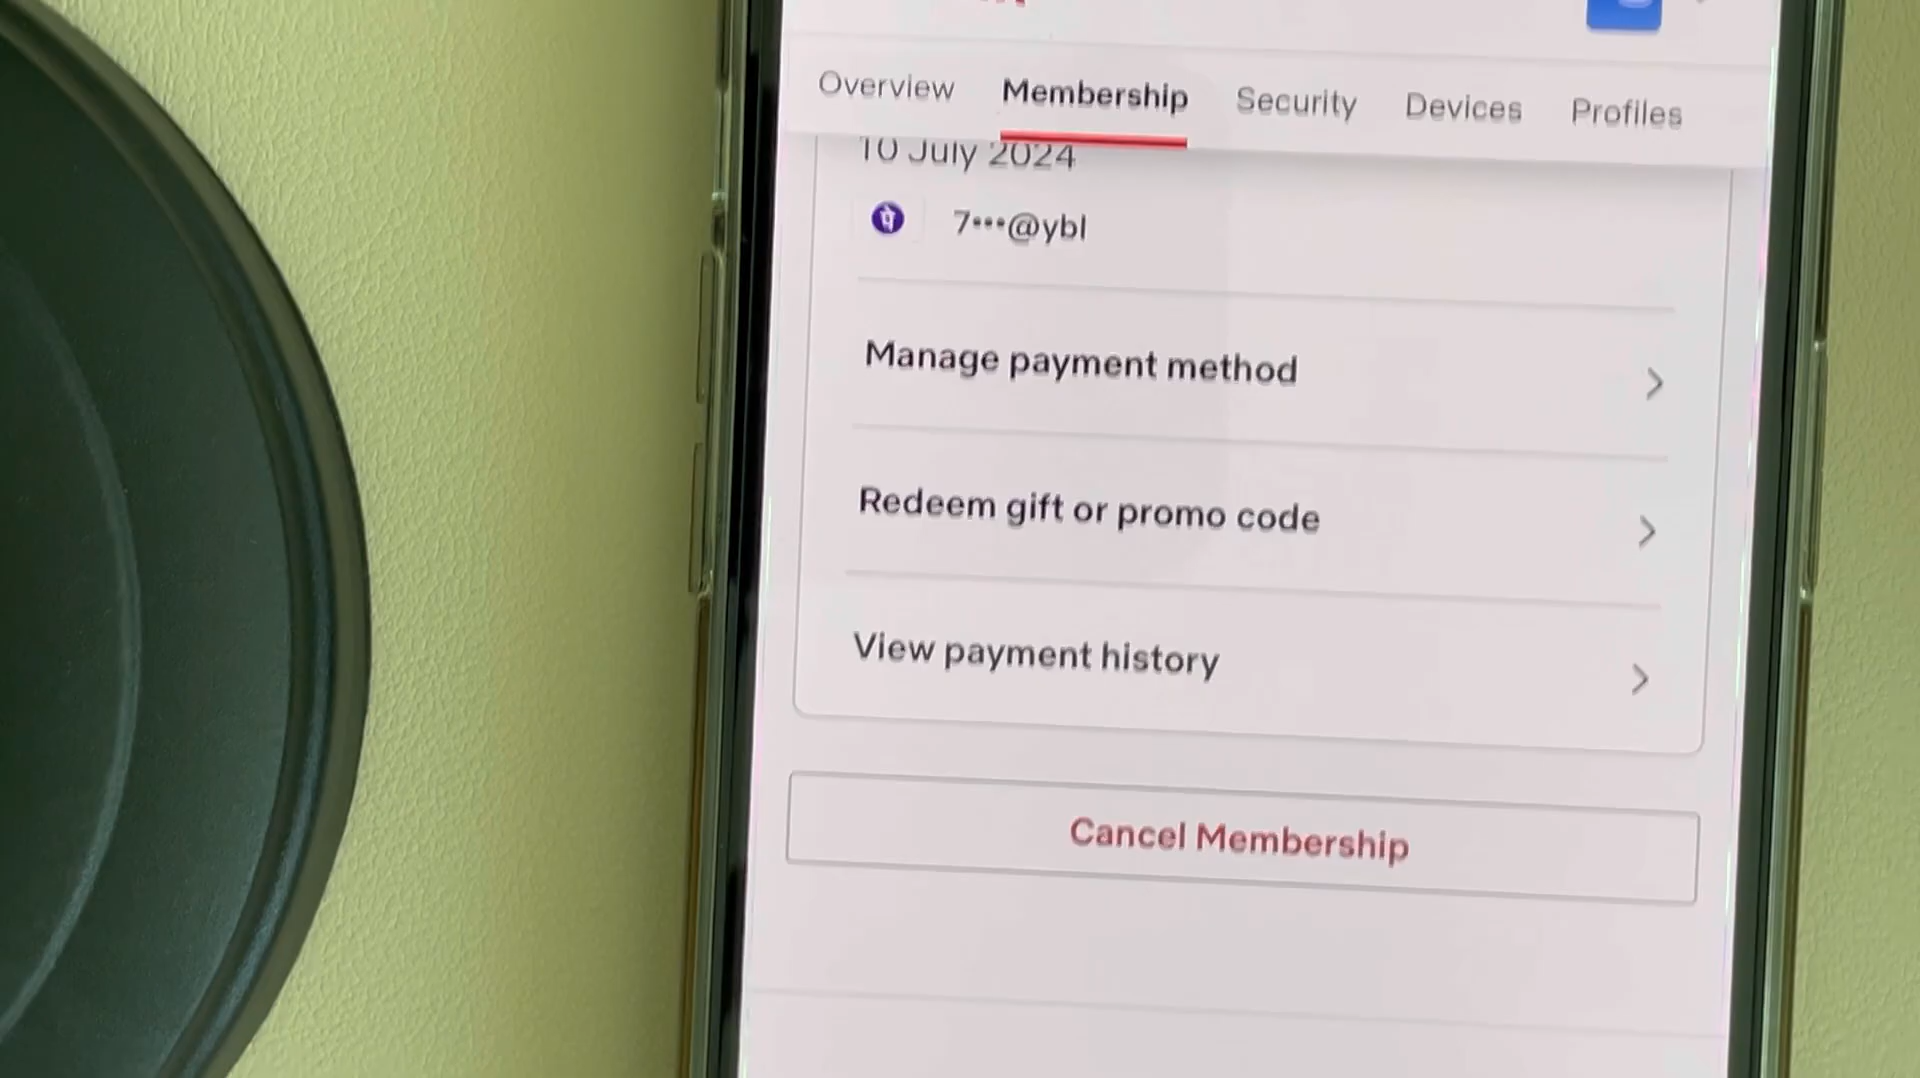 Overview Membership Security Devices Profiles
10 July 2024
पे 7•••@ybl
Manage payment method
Redeem gift or promo code
View payment history
Cancel Membership